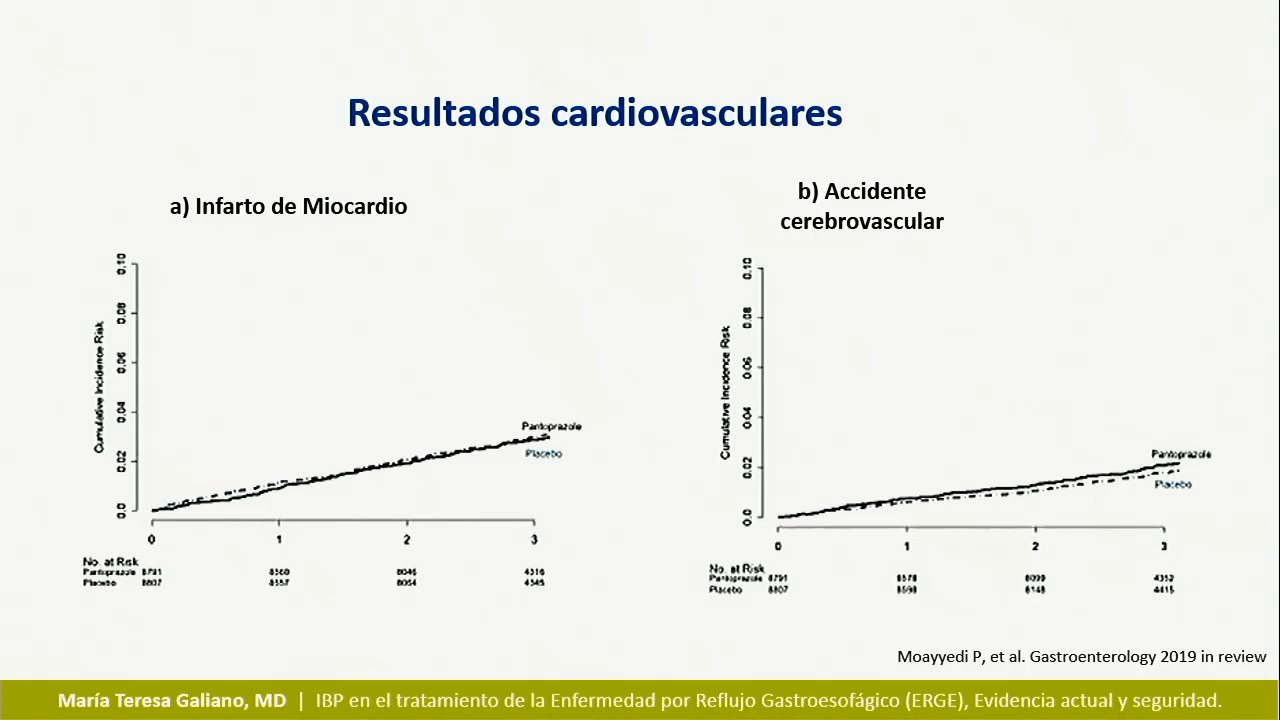 Resultados cardiovasculares
a) Infarto de Miocardio
b) Accidente
cerebrovascular
Cumulative Incidence Risk
0.10
0.08
0.06
0.04
0.02
0.0
Pantoprazole
Placebo
0 1 2 3
No. at Risk
Pantoprazole 8791
Placebo 8807
Cumulative Incidence Risk
0.10
0.08
0.06
0.04
0.02
0.0
Pantoprazole
Placebo
0 1 2 3
No. at Risk
Pantoprazole 8791
Placebo 8807
Moayyedi P, et al. Gastroenterology 2019 in review
María Teresa Galiano, MD | IBP en el tratamiento de la Enfermedad por Reflujo Gastroesofágico (ERGE), Evidencia actual y seguridad.